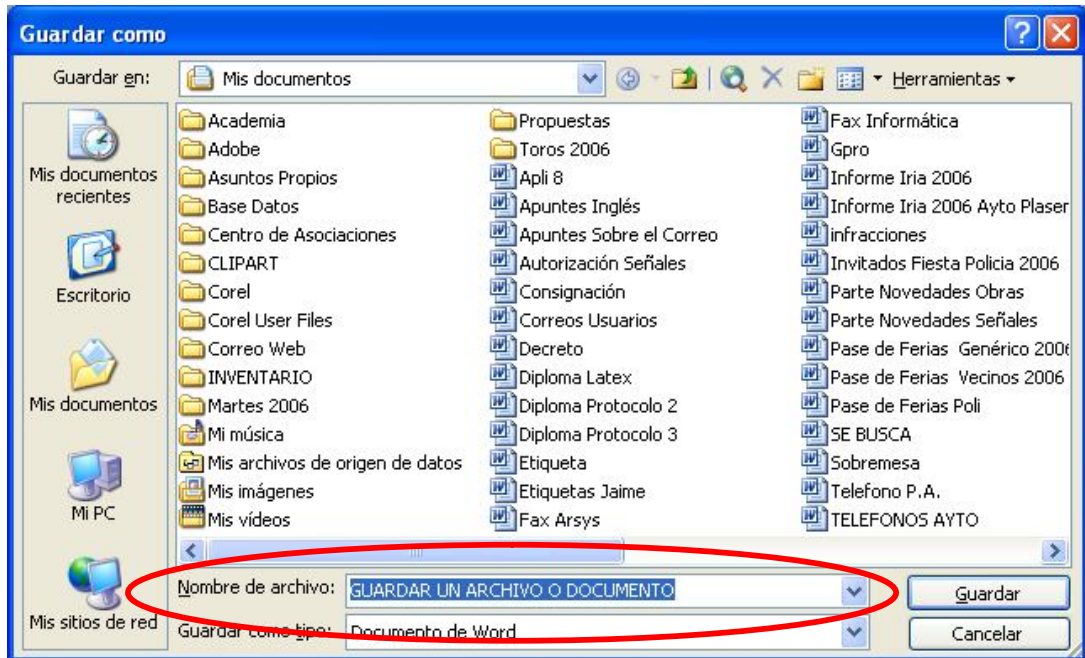 Guardar como
Guardar en: Mis documentos Herramientas
Mis documentos
recientes
Escritorio
Mis documentos
Mi PC
Mis sitios de red
Academia
Adobe
Asuntos Propios
Base Datos
Centro de Asociaciones
CLIPART
Corel
Corel User Files
Correo Web
INVENTARIO
Martes 2006
Mi música
Mis archivos de origen de datos
Mis imágenes
Mis vídeos
Propuestas
Toros 2006
Apli 8
Apuntes Inglés
Apuntes Sobre el Correo
Autorización Señales
Consignación
Correos Usuarios
Decreto
Diploma Latex
Diploma Protocolo 2
Diploma Protocolo 3
Etiqueta
Etiquetas Jaime
Fax Arsys
Fax Informática
Gpro
Informe Iria 2006
Informe Iria 2006 Ayto Plaser
infracciones
Invitados Fiesta Policia 2006
Parte Novedades Obras
Parte Novedades Señales
Pase de Ferias Genérico 2006
Pase de Ferias Vecinos 2006
Pase de Ferias Poli
SE BUSCA
Sobremesa
Telefono P.A.
TELEFONOS AYTO
Nombre de archivo: GUARDAR UN ARCHIVO O DOCUMENTO Guardar
Guardar como tipo: Documento de Word Cancelar